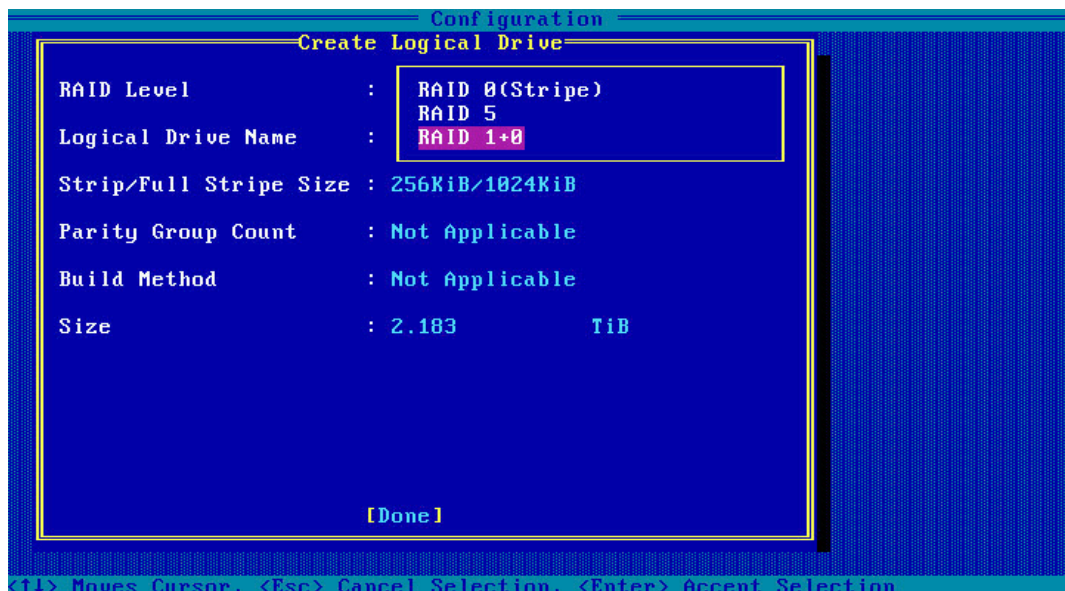 Configuration
Create Logical Drive
RAID Level : RAID 0(Stripe)
RAID 5
Logical Drive Name : RAID 1+0
Strip/Full Stripe Size : 256KiB/1024KiB
Parity Group Count : Not Applicable
Build Method : Not Applicable
Size : 2.183 TiB
[Done]
<↑↓> Moves Cursor, <Esc> Cancel Selection, <Enter> Accept Selection